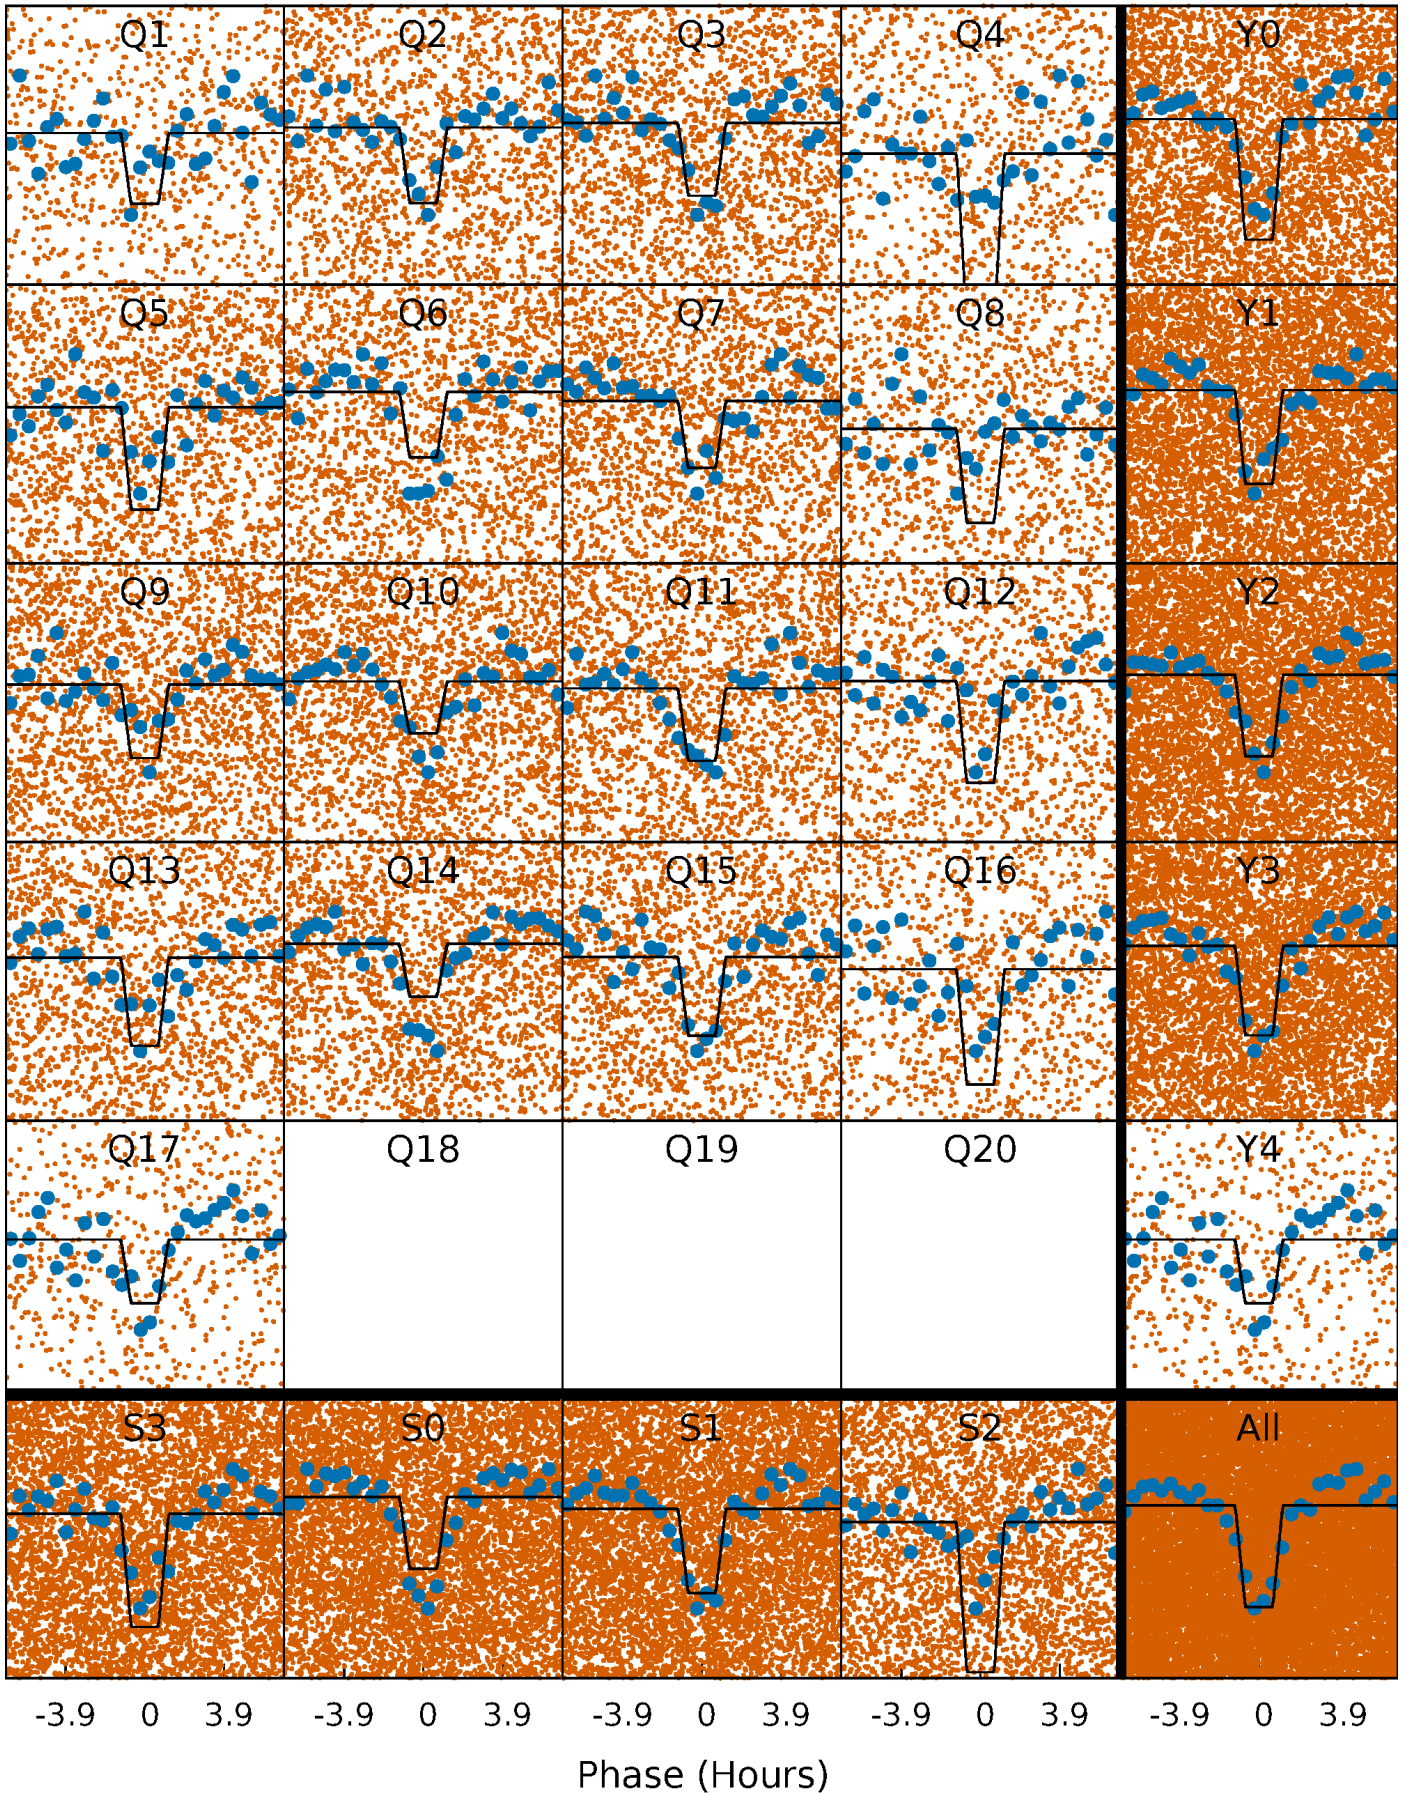 Q1 Q2 Q3 Q4 Y0
Q5 Q6 Q7 Q8 Y1
Q9 Q10 Q11 Q12 Y2
Q13 Q14 Q15 Q16 Y3
Q17 Q18 Q19 Q20 Y4
S3 S0 S1 S2 All
-3.9 0 3.9 -3.9 0 3.9 -3.9 0 3.9 -3.9 0 3.9 -3.9 0 3.9
Phase (Hours)